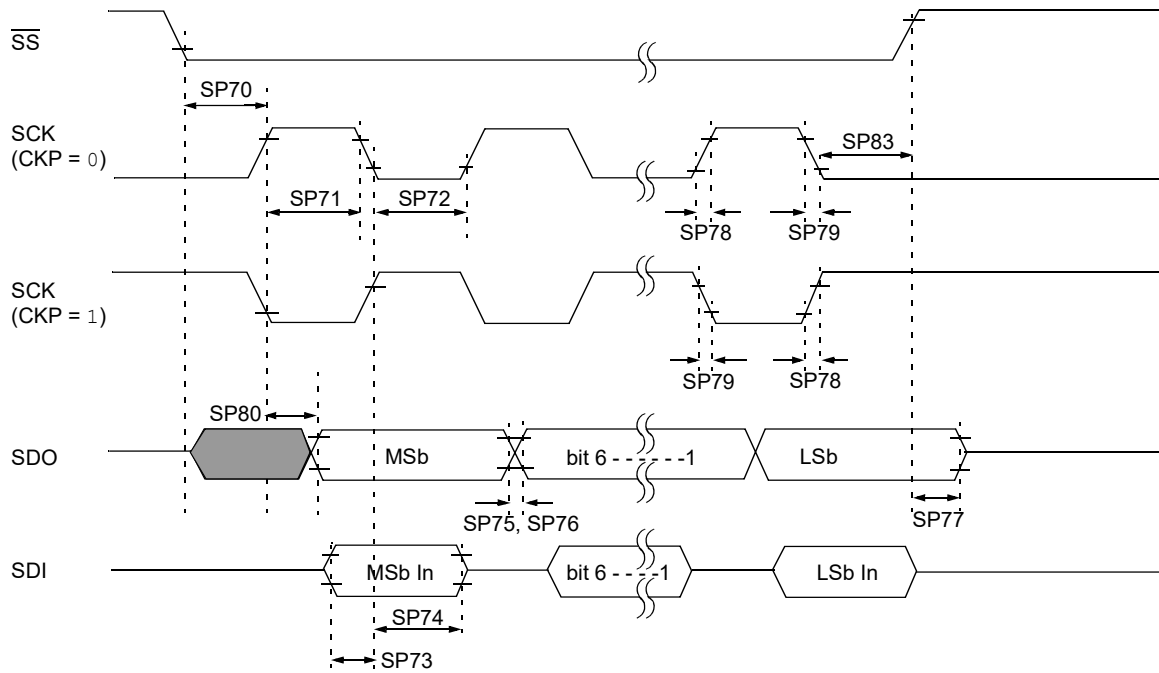 SS
SP70
SCK
(CKP = 0)
SP83
SP71
SP72
SP78
SP79
SCK
(CKP = 1)
SP79
SP78
SP80
SDO
MSb
bit 6 - - - - - -1
LSb
SP75, SP76
SP77
SDI
MSb In
bit 6 - - - -1
LSb In
SP74
SP73